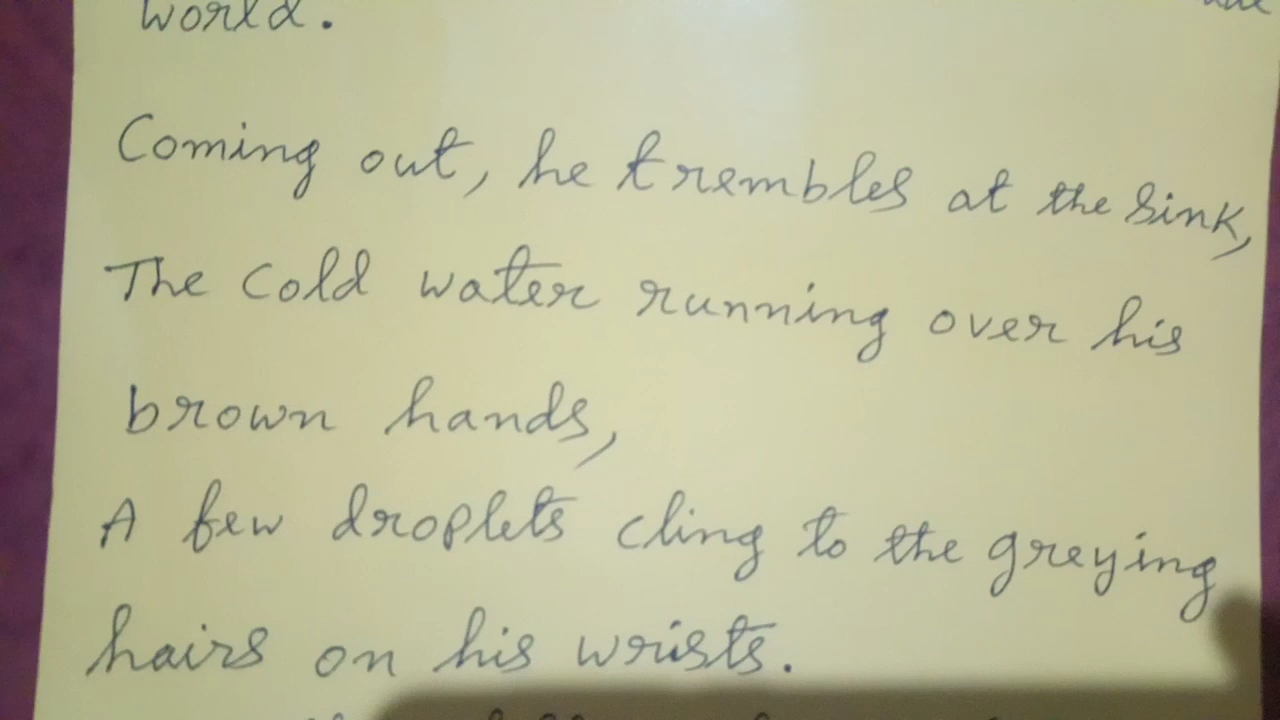 world.
Coming out, he trembles at the sink,
The cold water running over his
brown hands,
A few droplets cling to the greying
hairs on his wrists.